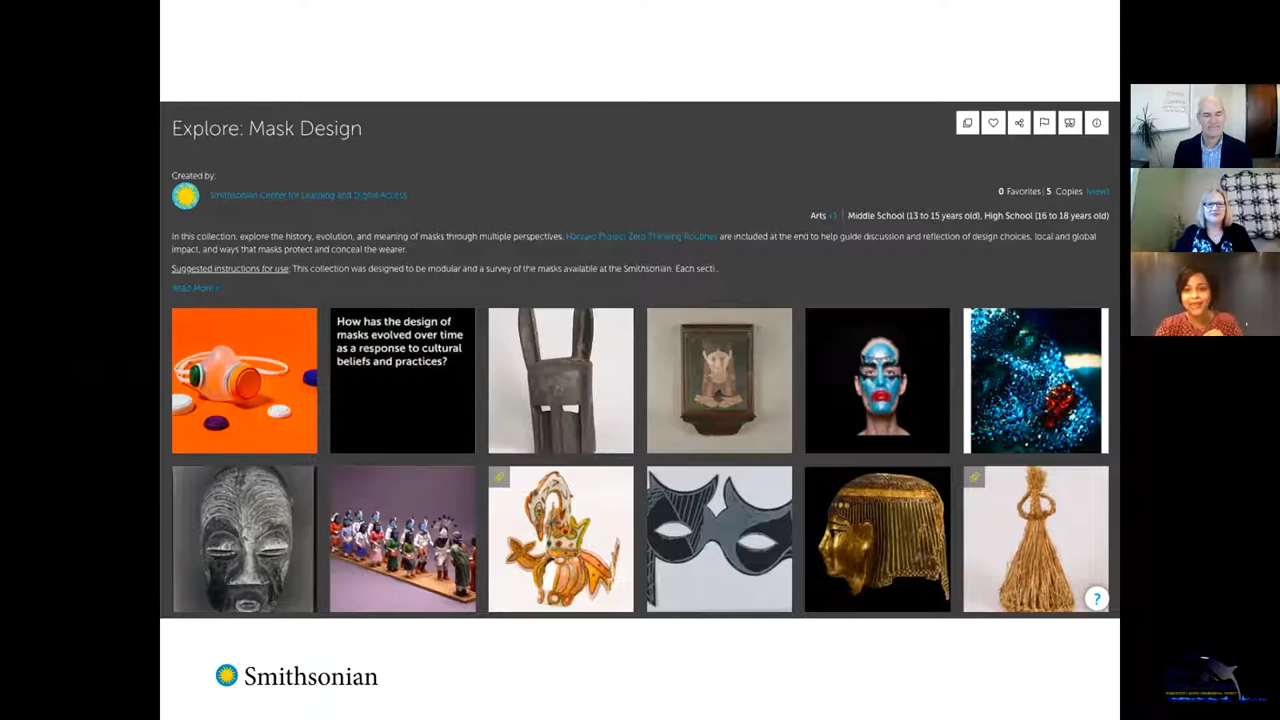 Explore: Mask Design
Created by:
Smithsonian Center for Learning and Digital Access
0 Favorites | 5 Copies (view)
Arts +1 | Middle School (13 to 15 years old), High School (16 to 18 years old)
In this collection, explore the history, evolution, and meaning of masks through multiple perspectives. Harvard Project Zero Thinking Routines are included at the end to help guide discussion and reflection of design choices, local and global
impact, and ways that masks protect and conceal the wearer.
Suggested instructions for use: This collection was designed to be modular and a survey of the masks available at the Smithsonian. Each secti...
Read More »
How has the design of
masks evolved over time
as a response to cultural
beliefs and practices?
?
Smithsonian